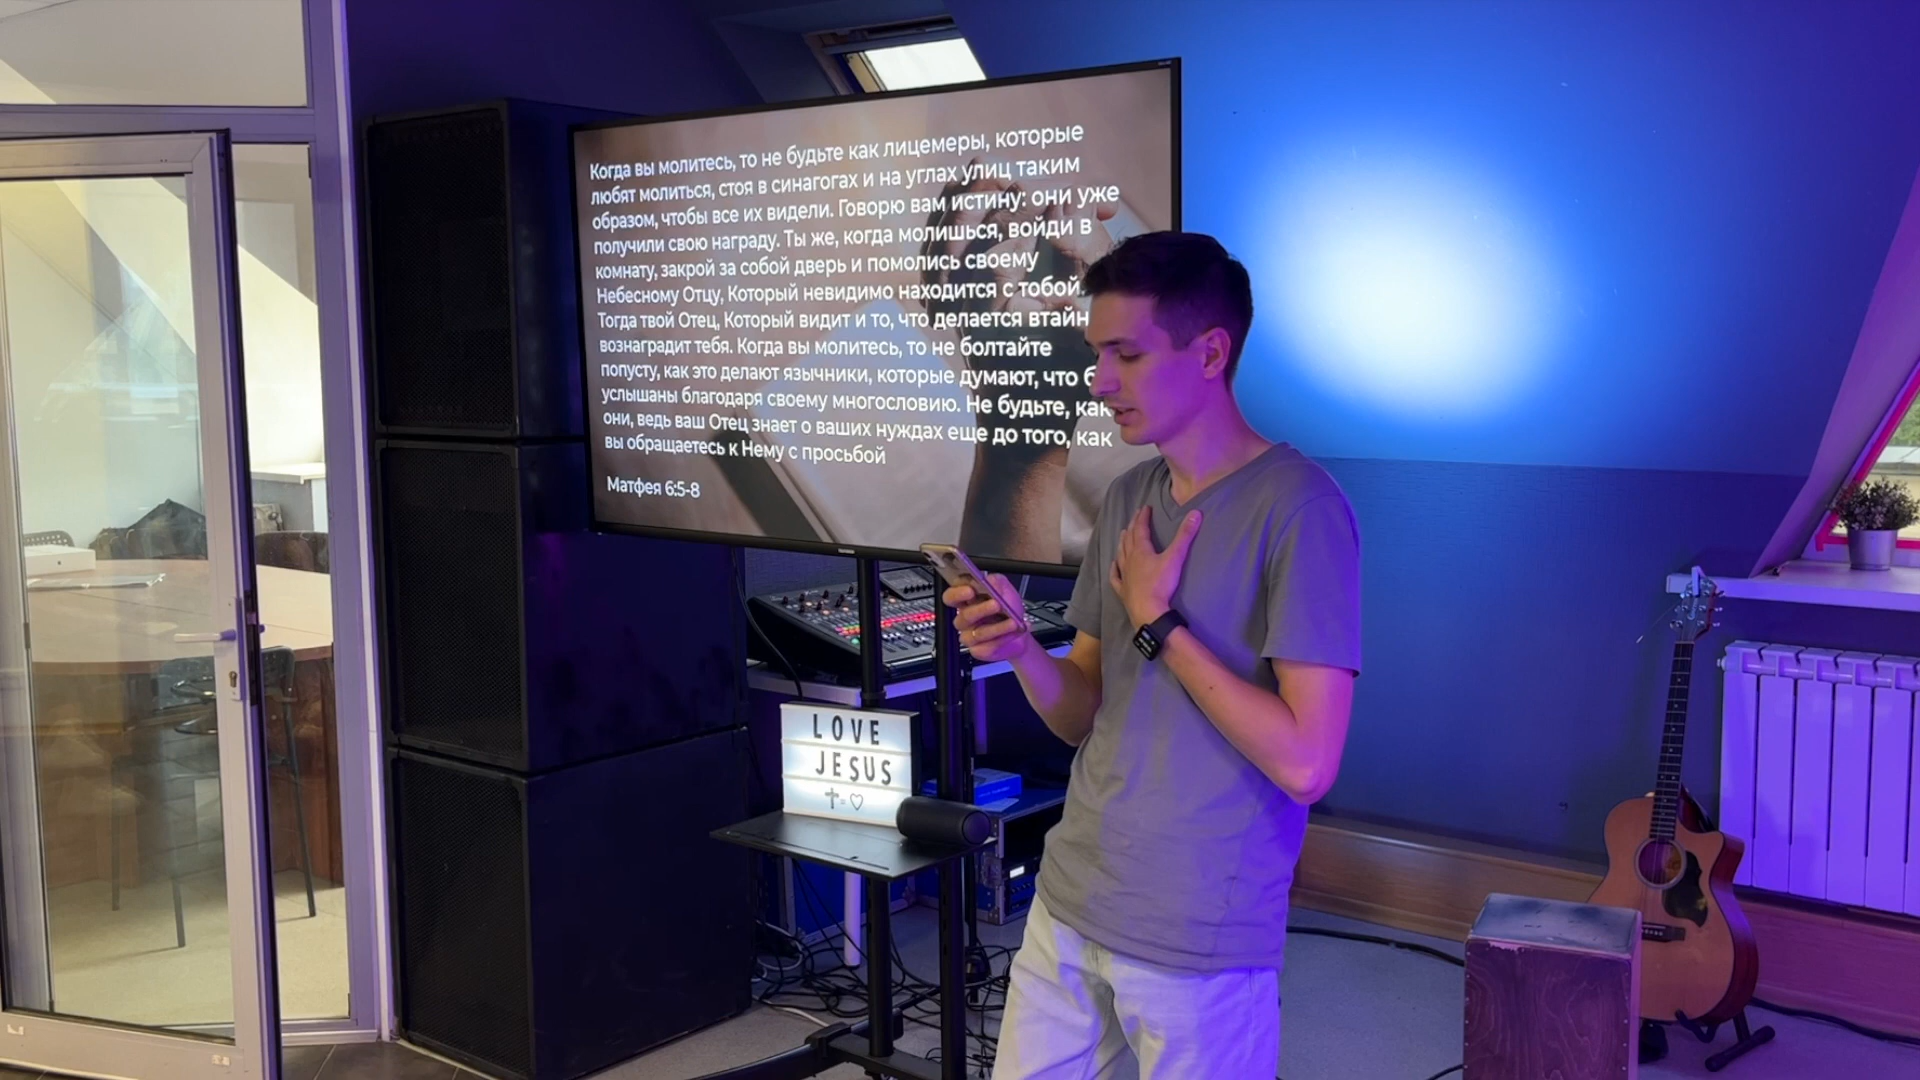 Когда вы молитесь, то не будьте как лицемеры, которые
любят молиться, стоя в синагогах и на углах улиц таким
образом, чтобы все их видели. Говорю вам истину: они уже
получили свою награду. Ты же, когда молишься, войди в
комнату, закрой за собой дверь и помолись своему
Небесному Отцу, Который невидимо находится с тобой.
Тогда твой Отец, Который видит и то, что делается втайн
вознаградит тебя. Когда вы молитесь, то не болтайте
попусту, как это делают язычники, которые думают, что б
услышаны благодаря своему многословию. Не будьте, как
они, ведь ваш Отец знает о ваших нуждах еще до того, как
вы обращаетесь к Нему с просьбой
Матфея 6:5-8
LOVE
JESUS
✝=♡